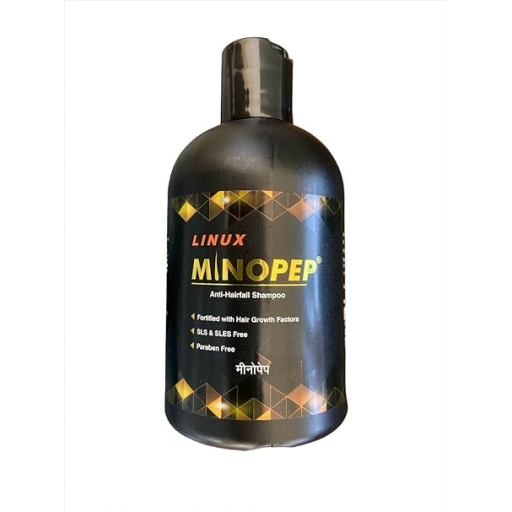 LINUX
MINOPEP®
Anti-Hairfall Shampoo
Fortified with Hair Growth Factors
SLS & SLES Free
Paraben Free
मीनोपेप